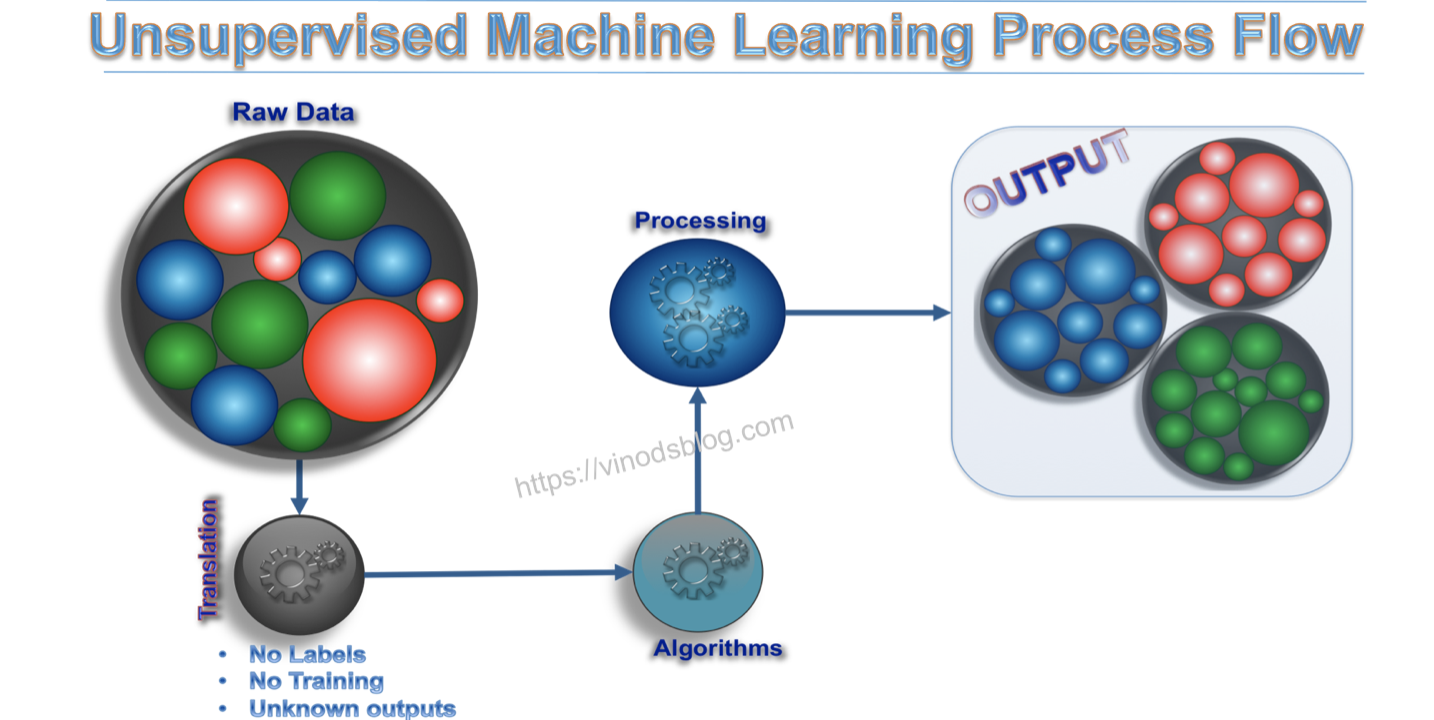 Unsupervised Machine Learning Process Flow
Raw Data
Processing
OUTPUT
https://vinodsblog.com
Translation
Algorithms
• No Labels
• No Training
• Unknown outputs